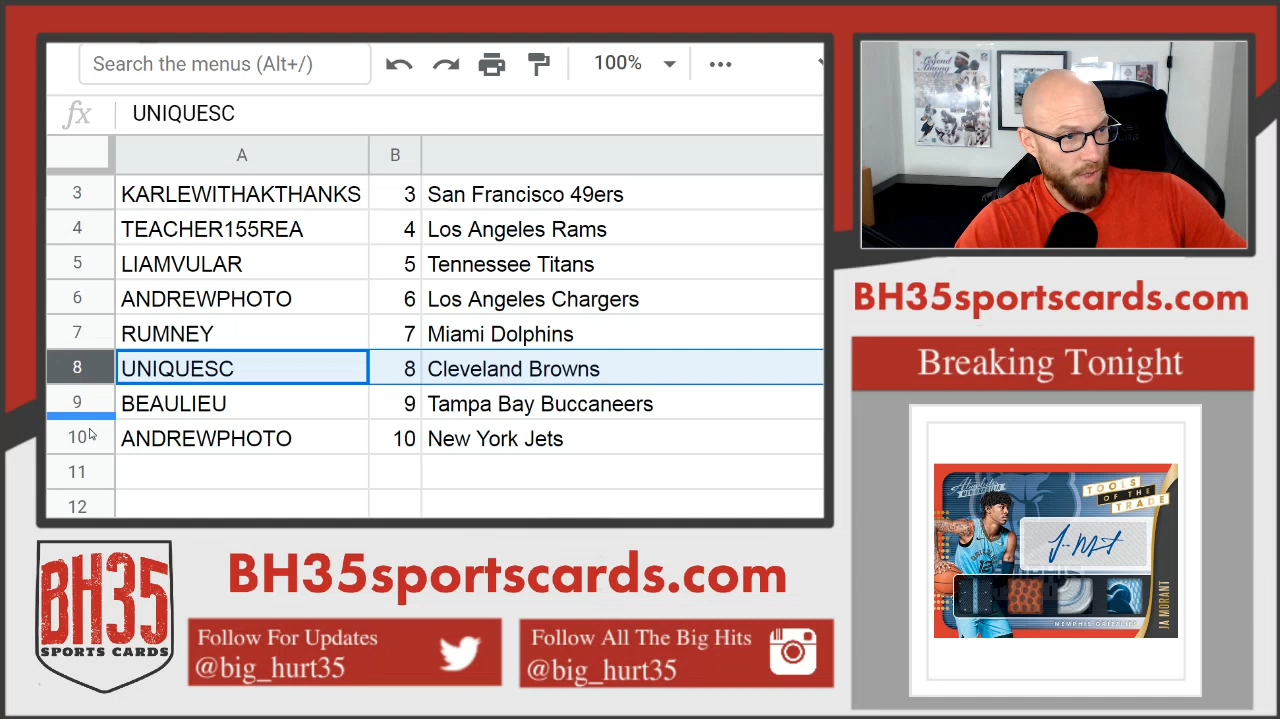 Search the menus (Alt+/)
100%
fx UNIQUESC
A B
3 KARLEWITHAKTHANKS 3 San Francisco 49ers
4 TEACHER155REA 4 Los Angeles Rams
5 LIAMVULAR 5 Tennessee Titans
6 ANDREWPHOTO 6 Los Angeles Chargers
7 RUMNEY 7 Miami Dolphins
8 UNIQUESC 8 Cleveland Browns
9 BEAULIEU 9 Tampa Bay Buccaneers
10 ANDREWPHOTO 10 New York Jets
11
12
BH35sportscards.com
Breaking Tonight
Absolute
TOOLS
OF THE
TRADE
MEMPHIS GRIZZLIES
JA MORANT
BH35
SPORTS CARDS
BH35sportscards.com
Follow For Updates
@big_hurt35
Follow All The Big Hits
@big_hurt35